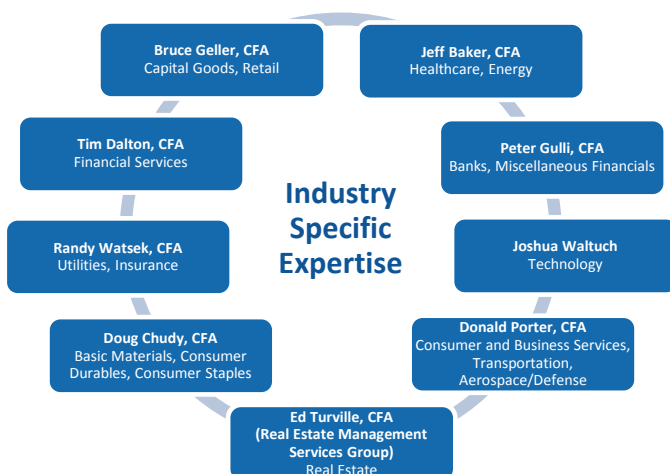 Bruce Geller, CFA
Capital Goods, Retail
Jeff Baker, CFA
Healthcare, Energy
Tim Dalton, CFA
Financial Services
Peter Gulli, CFA
Banks, Miscellaneous Financials
Industry
Specific
Expertise
Randy Watsek, CFA
Utilities, Insurance
Joshua Waltuch
Technology
Doug Chudy, CFA
Basic Materials, Consumer
Durables, Consumer Staples
Donald Porter, CFA
Consumer and Business Services,
Transportation,
Aerospace/Defense
Ed Turville, CFA
(Real Estate Management
Services Group)
Real Estate